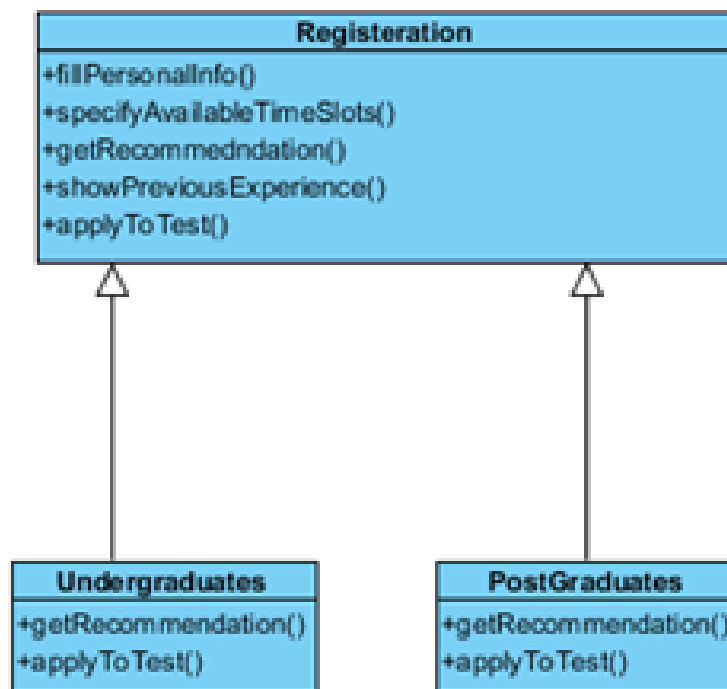 Registeration
+fillPersonalInfo()
+specifyAvailableTimeSlots()
+getRecommedndation()
+showPreviousExperience()
+applyToTest()
Undergraduates
+getRecommendation()
+applyToTest()
PostGraduates
+getRecommendation()
+applyToTest()